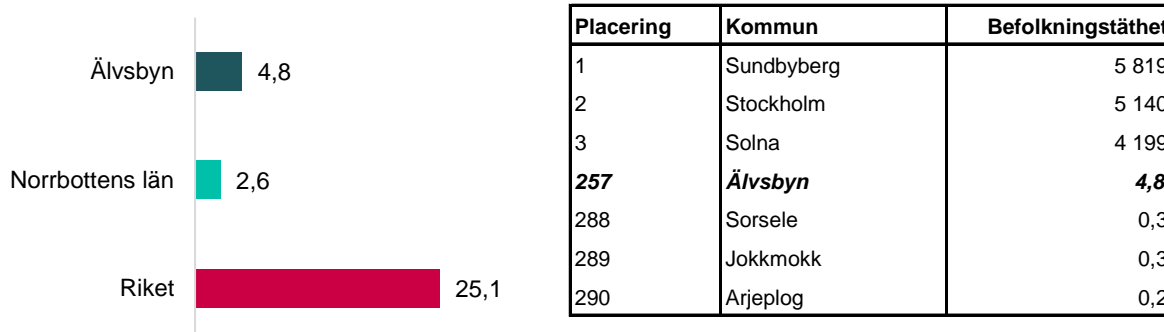 Älvsbyn 4,8
Norrbottens län 2,6
Riket 25,1
Placering Kommun Befolkningstäthet
1 Sundbyberg 5 819
2 Stockholm 5 140
3 Solna 4 199
257 Älvsbyn 4,8
288 Sorsele 0,3
289 Jokkmokk 0,3
290 Arjeplog 0,2